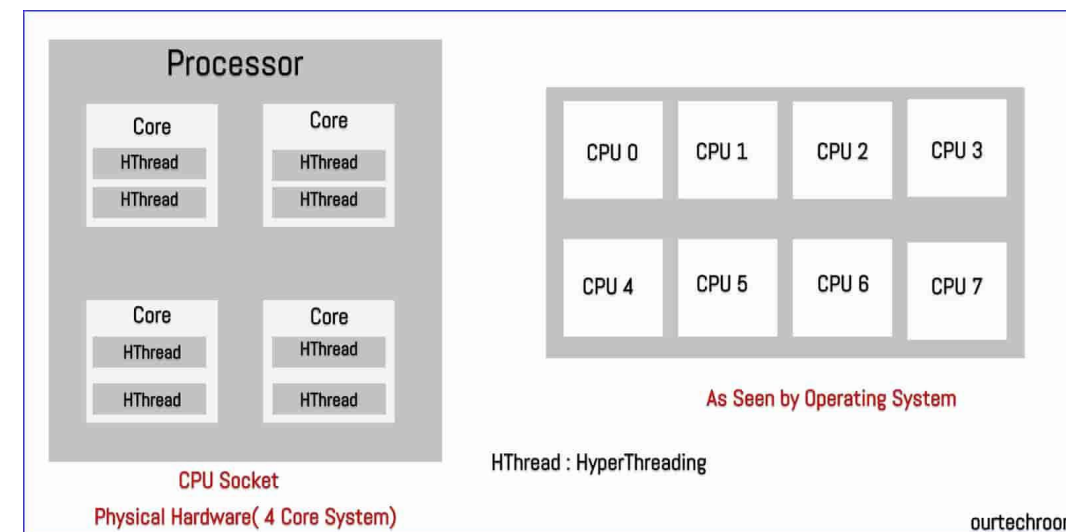 Processor
Core
HThread
HThread
Core
HThread
HThread
Core
HThread
HThread
Core
HThread
HThread
CPU Socket
Physical Hardware( 4 Core System)
CPU 0
CPU 1
CPU 2
CPU 3
CPU 4
CPU 5
CPU 6
CPU 7
As Seen by Operating System
HThread : HyperThreading